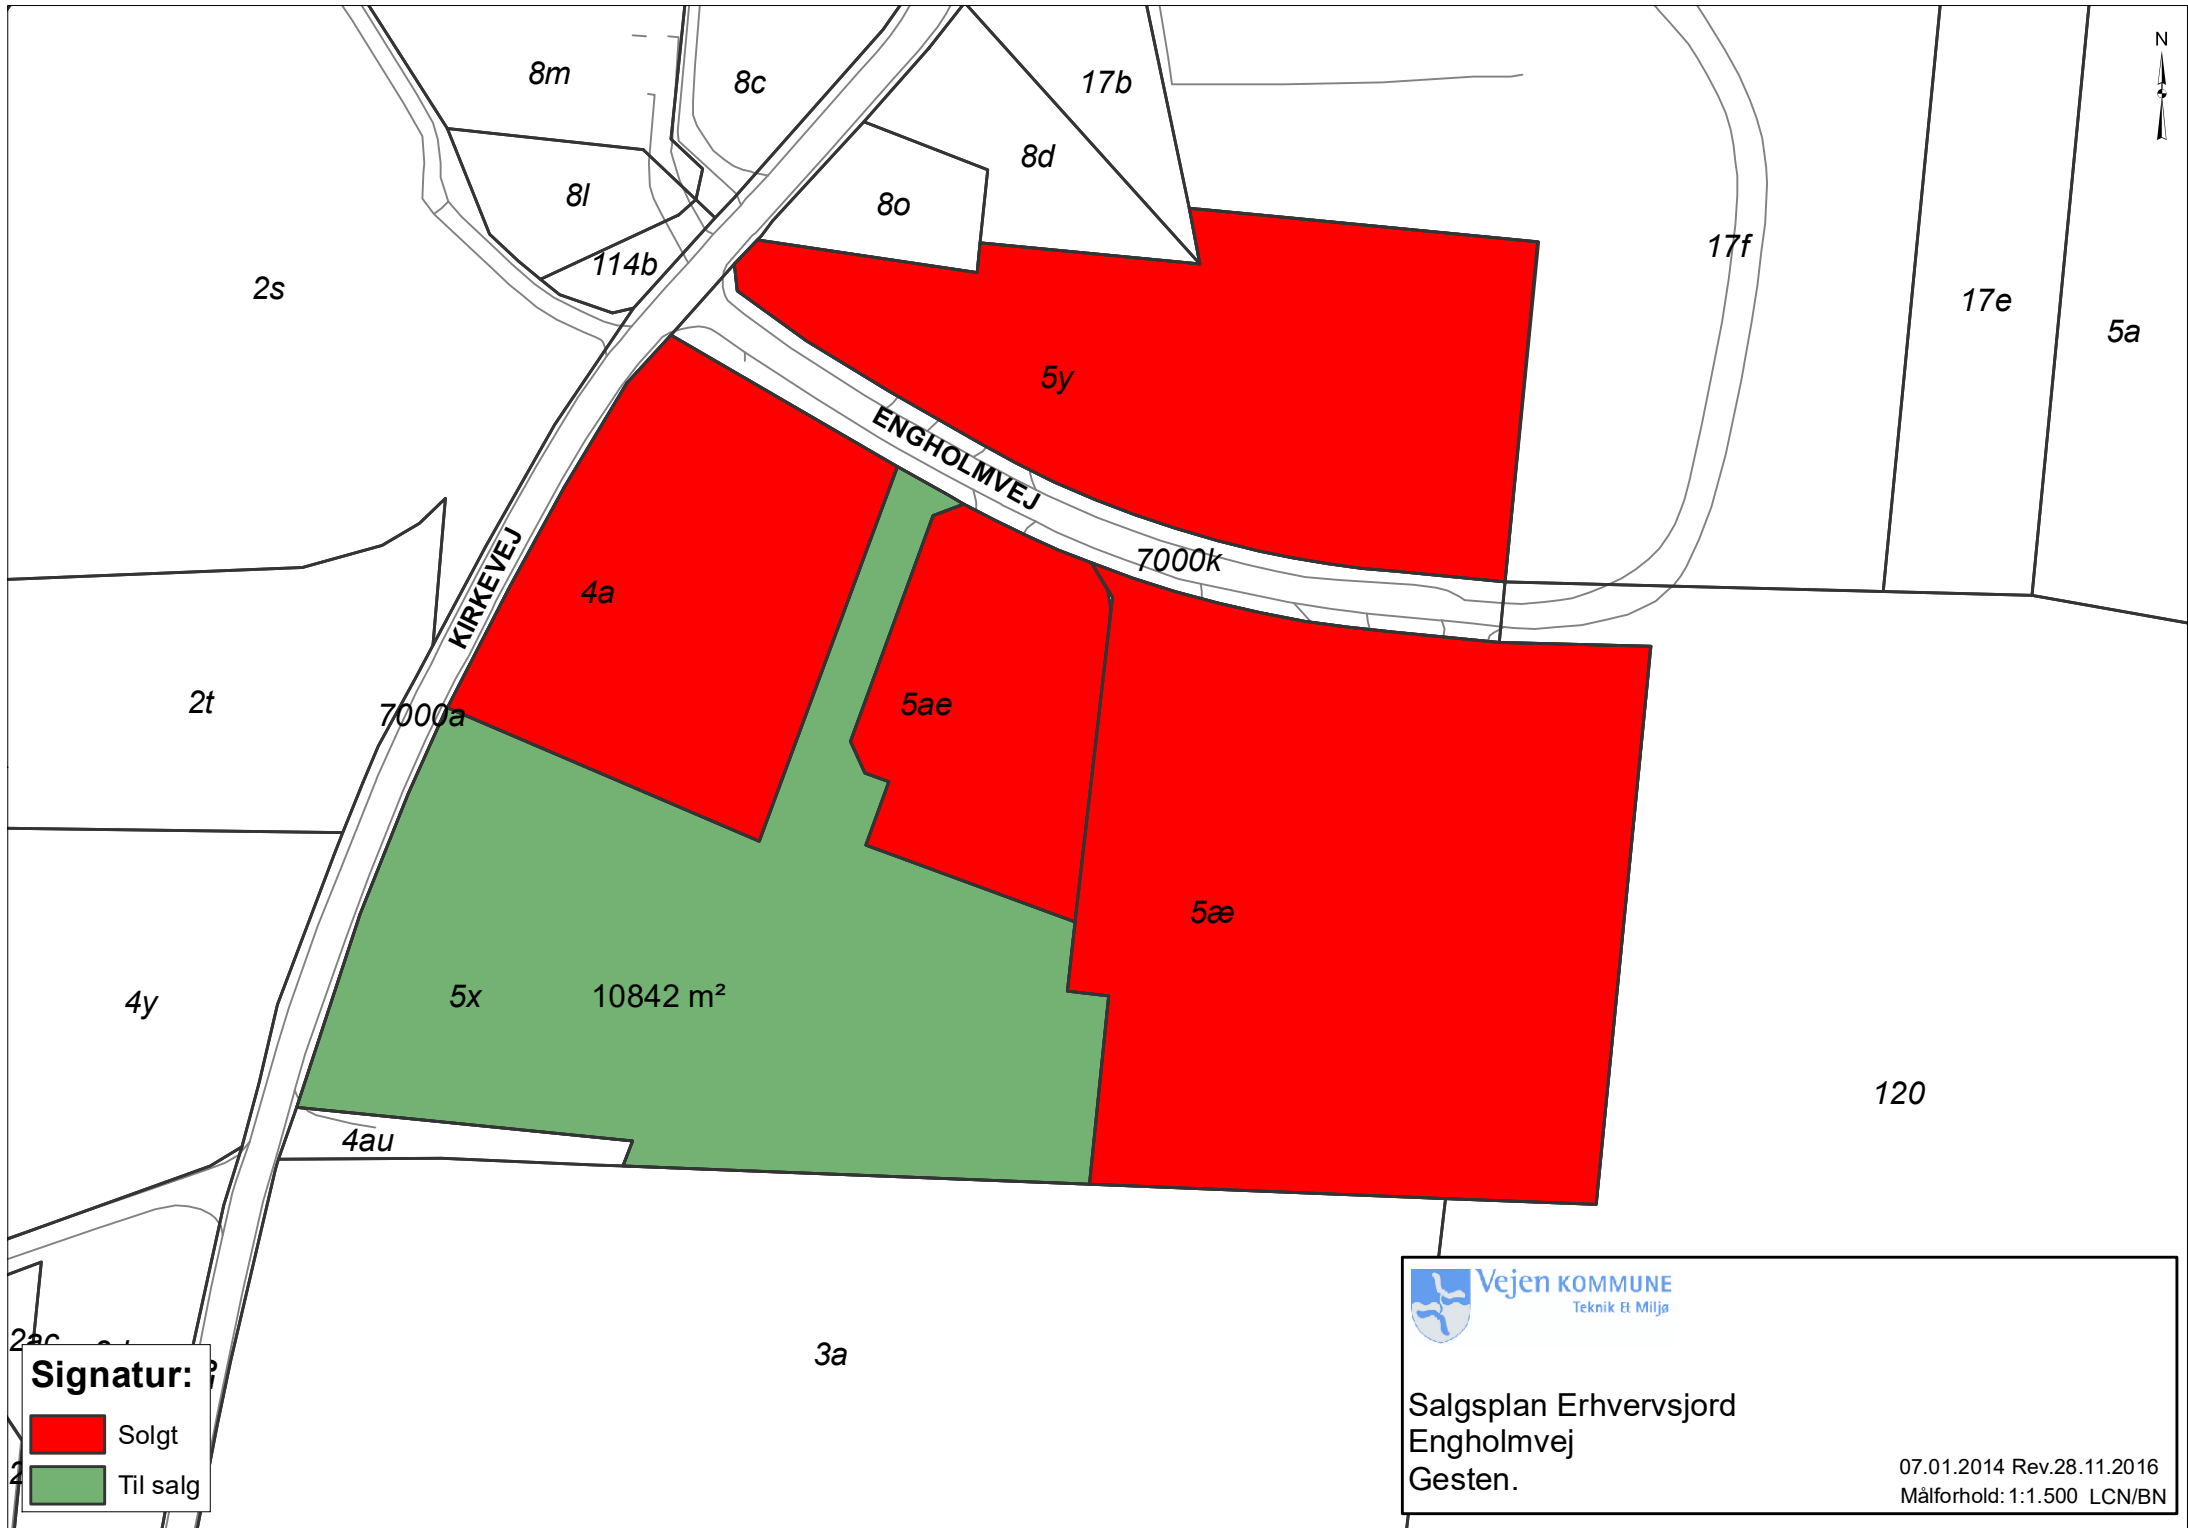 N
8m
8c
17b
8d
8l
8o
114b
17f
2s
17e
5a
5y
ENGHOLMVEJ
7000k
KIRKEVEJ
4a
2t
7000a
5ae
5æ
4y
5x
10842 m²
120
4au
3a
2ac
Signatur:
Solgt
Til salg
Vejen KOMMUNE
Teknik & Miljø
Salgsplan Erhvervsjord
Engholmvej
Gesten.
07.01.2014 Rev.28.11.2016
Målforhold: 1:1.500 LCN/BN